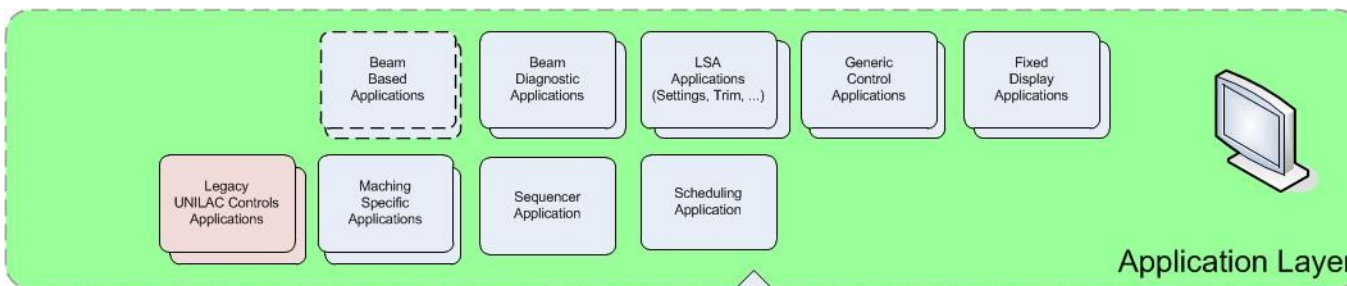 Beam
Based
Applications
Beam
Diagnostic
Applications
LSA
Applications
(Settings, Trim, ...)
Generic
Control
Applications
Fixed
Display
Applications
Legacy
UNILAC Controls
Applications
Maching
Specific
Applications
Sequencer
Application
Scheduling
Application
Application Layer